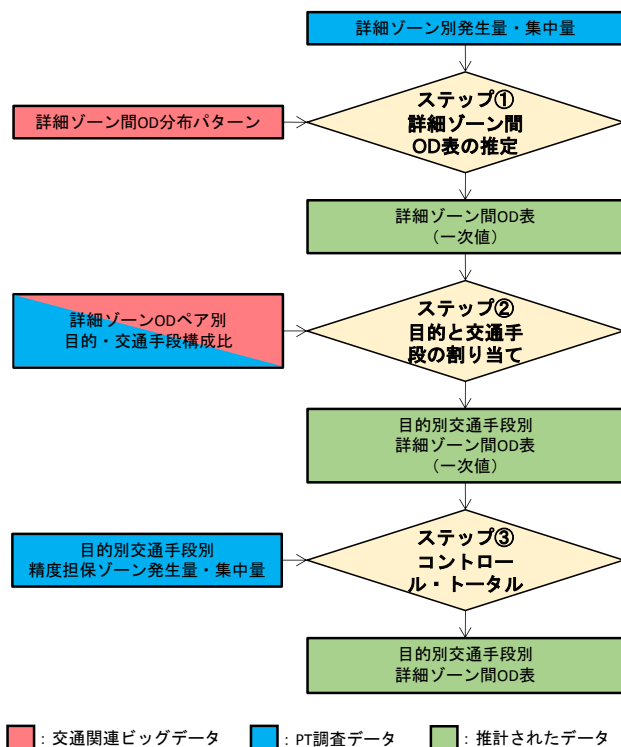 詳細ゾーン別発生量・集中量
ステップ①
詳細ゾーン間
OD表の推定
詳細ゾーン間OD分布パターン
詳細ゾーン間OD表
（一次値）
ステップ②
目的と交通手
段の割り当て
詳細ゾーンODペア別
目的・交通手段構成比
目的別交通手段別
詳細ゾーン間OD表
（一次値）
ステップ③
コントロー
ル・トータル
目的別交通手段別
精度担保ゾーン発生量・集中量
目的別交通手段別
詳細ゾーン間OD表
：交通関連ビッグデータ ：PT調査データ ：推計されたデータ